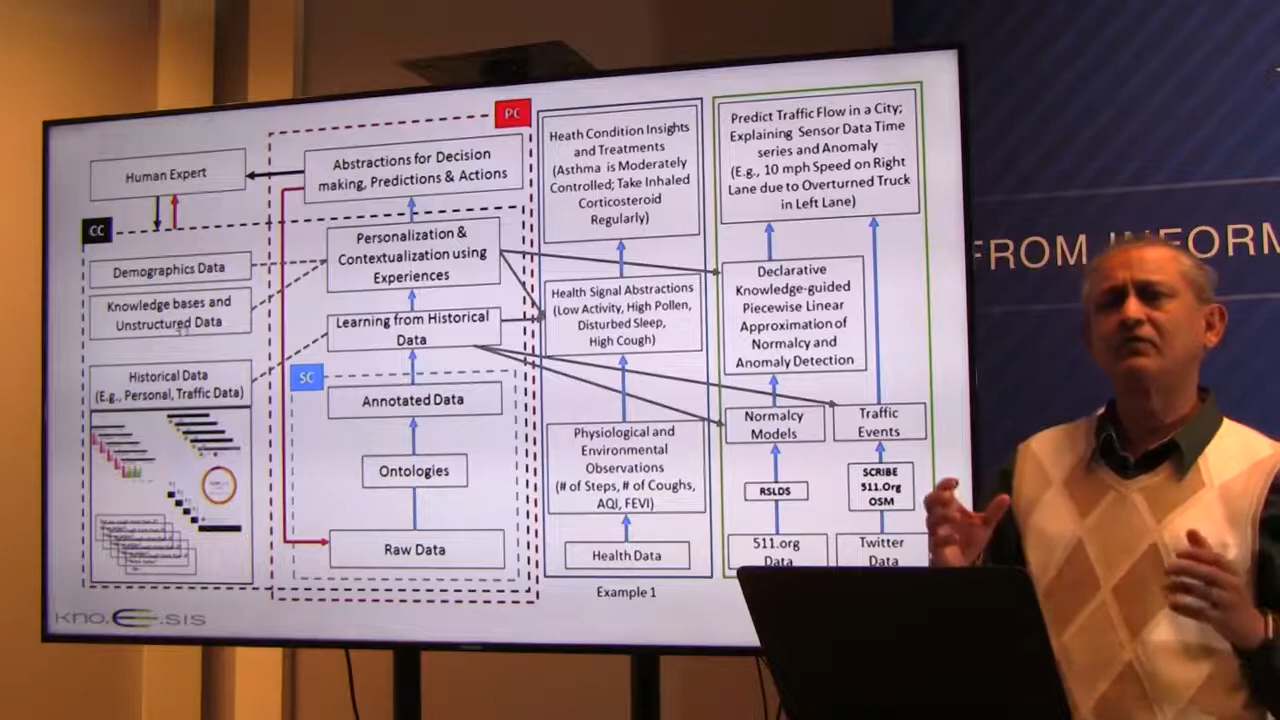 PC
Human Expert
Abstractions for Decision
making, Predictions & Actions
CC
Demographics Data
Knowledge bases and
Unstructured Data
Historical Data
(E.g., Personal, Traffic Data)
Personalization &
Contextualization using
Experiences
Learning from Historical
Data
SC
Annotated Data
Ontologies
Raw Data
Heath Condition Insights
and Treatments
(Asthma is Moderately
Controlled; Take Inhaled
Corticosteroid
Regularly)
Health Signal Abstractions
(Low Activity, High Pollen,
Disturbed Sleep,
High Cough)
Physiological and
Environmental
Observations
(# of Steps, # of Coughs,
AQI, FEVI)
Health Data
Example 1
Predict Traffic Flow in a City;
Explaining Sensor Data Time
series and Anomaly
(E.g., 10 mph Speed on Right
Lane due to Overturned Truck
in Left Lane)
Declarative
Knowledge-guided
Piecewise Linear
Approximation of
Normalcy and
Anomaly Detection
Normalcy
Models
Traffic
Events
RSLDS
SCRIBE
511.Org
OSM
511.org
Data
Twitter
Data
kno.e.sis
FROM INFORM